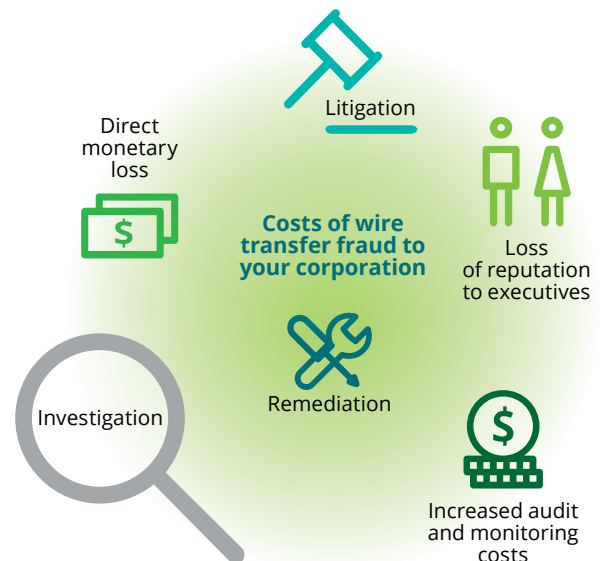 Litigation
Direct
monetary
loss
$
Costs of wire
transfer fraud to
your corporation
Loss
of reputation
to executives
Remediation
Investigation
$
Increased audit
and monitoring
costs